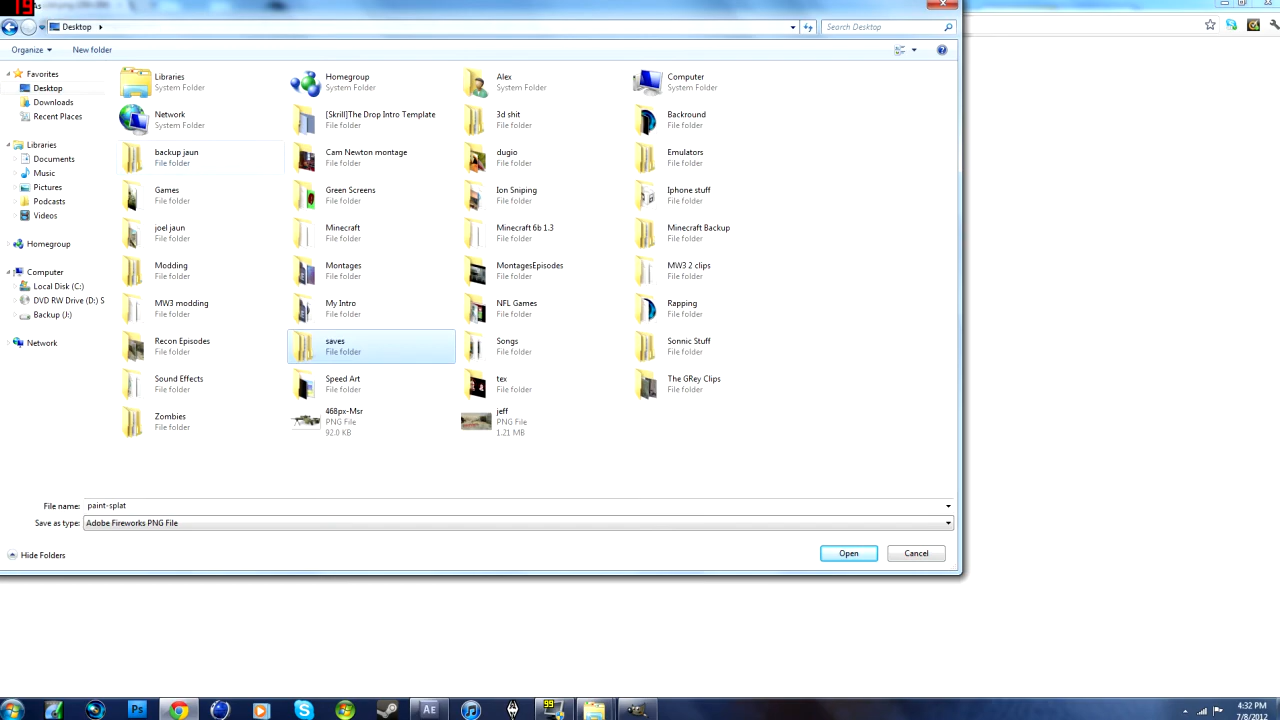 19
As
Desktop
Search Desktop
Organize
New folder
Favorites
Desktop
Downloads
Recent Places
Libraries
Documents
Music
Pictures
Podcasts
Videos
Homegroup
Computer
Local Disk (C:)
DVD RW Drive (D:) S
Backup (J:)
Network
Libraries
System Folder
Homegroup
System Folder
Alex
System Folder
Computer
System Folder
Network
System Folder
[Skrill]The Drop Intro Template
File folder
3d shit
File folder
Backround
File folder
backup jaun
File folder
Cam Newton montage
File folder
dugio
File folder
Emulators
File folder
Games
File folder
Green Screens
File folder
Ion Sniping
File folder
Iphone stuff
File folder
joel jaun
File folder
Minecraft
File folder
Minecraft 6b 1.3
File folder
Minecraft Backup
File folder
Modding
File folder
Montages
File folder
MontagesEpisodes
File folder
MW3 2 clips
File folder
MW3 modding
File folder
My Intro
File folder
NFL Games
File folder
Rapping
File folder
Recon Episodes
File folder
saves
File folder
Songs
File folder
Sonnic Stuff
File folder
Sound Effects
File folder
Speed Art
File folder
tex
File folder
The GRey Clips
File folder
Zombies
File folder
468px-Msr
PNG File
92.0 KB
jeff
PNG File
1.21 MB
File name: paint-splat
Save as type: Adobe Fireworks PNG File
Hide Folders
Open
Cancel
Ps
Ae
99
4:32 PM
7/8/2012